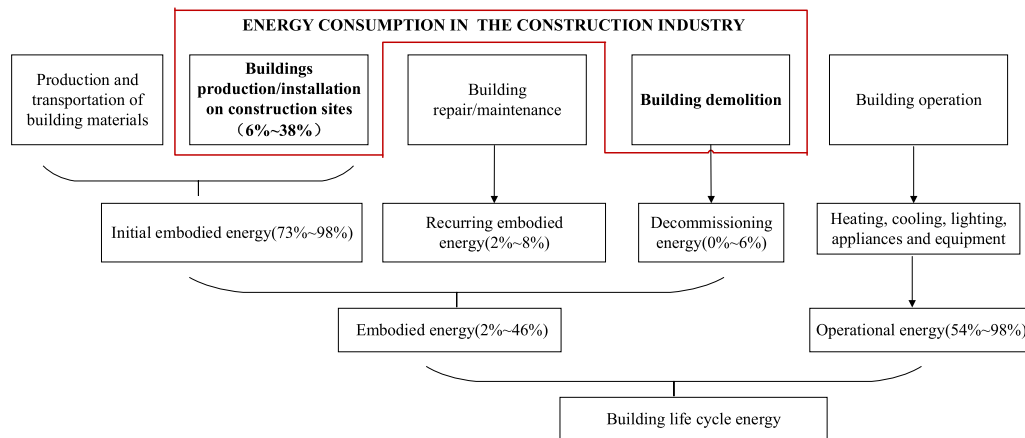 ENERGY CONSUMPTION IN THE CONSTRUCTION INDUSTRY
Production and
transportation of
building materials
Buildings
production/installation
on construction sites
（6%~38%）
Building
repair/maintenance
Building demolition
Building operation
Initial embodied energy(73%~98%)
Recurring embodied
energy(2%~8%)
Decommissioning
energy(0%~6%)
Heating, cooling, lighting,
appliances and equipment
Embodied energy(2%~46%)
Operational energy(54%~98%)
Building life cycle energy